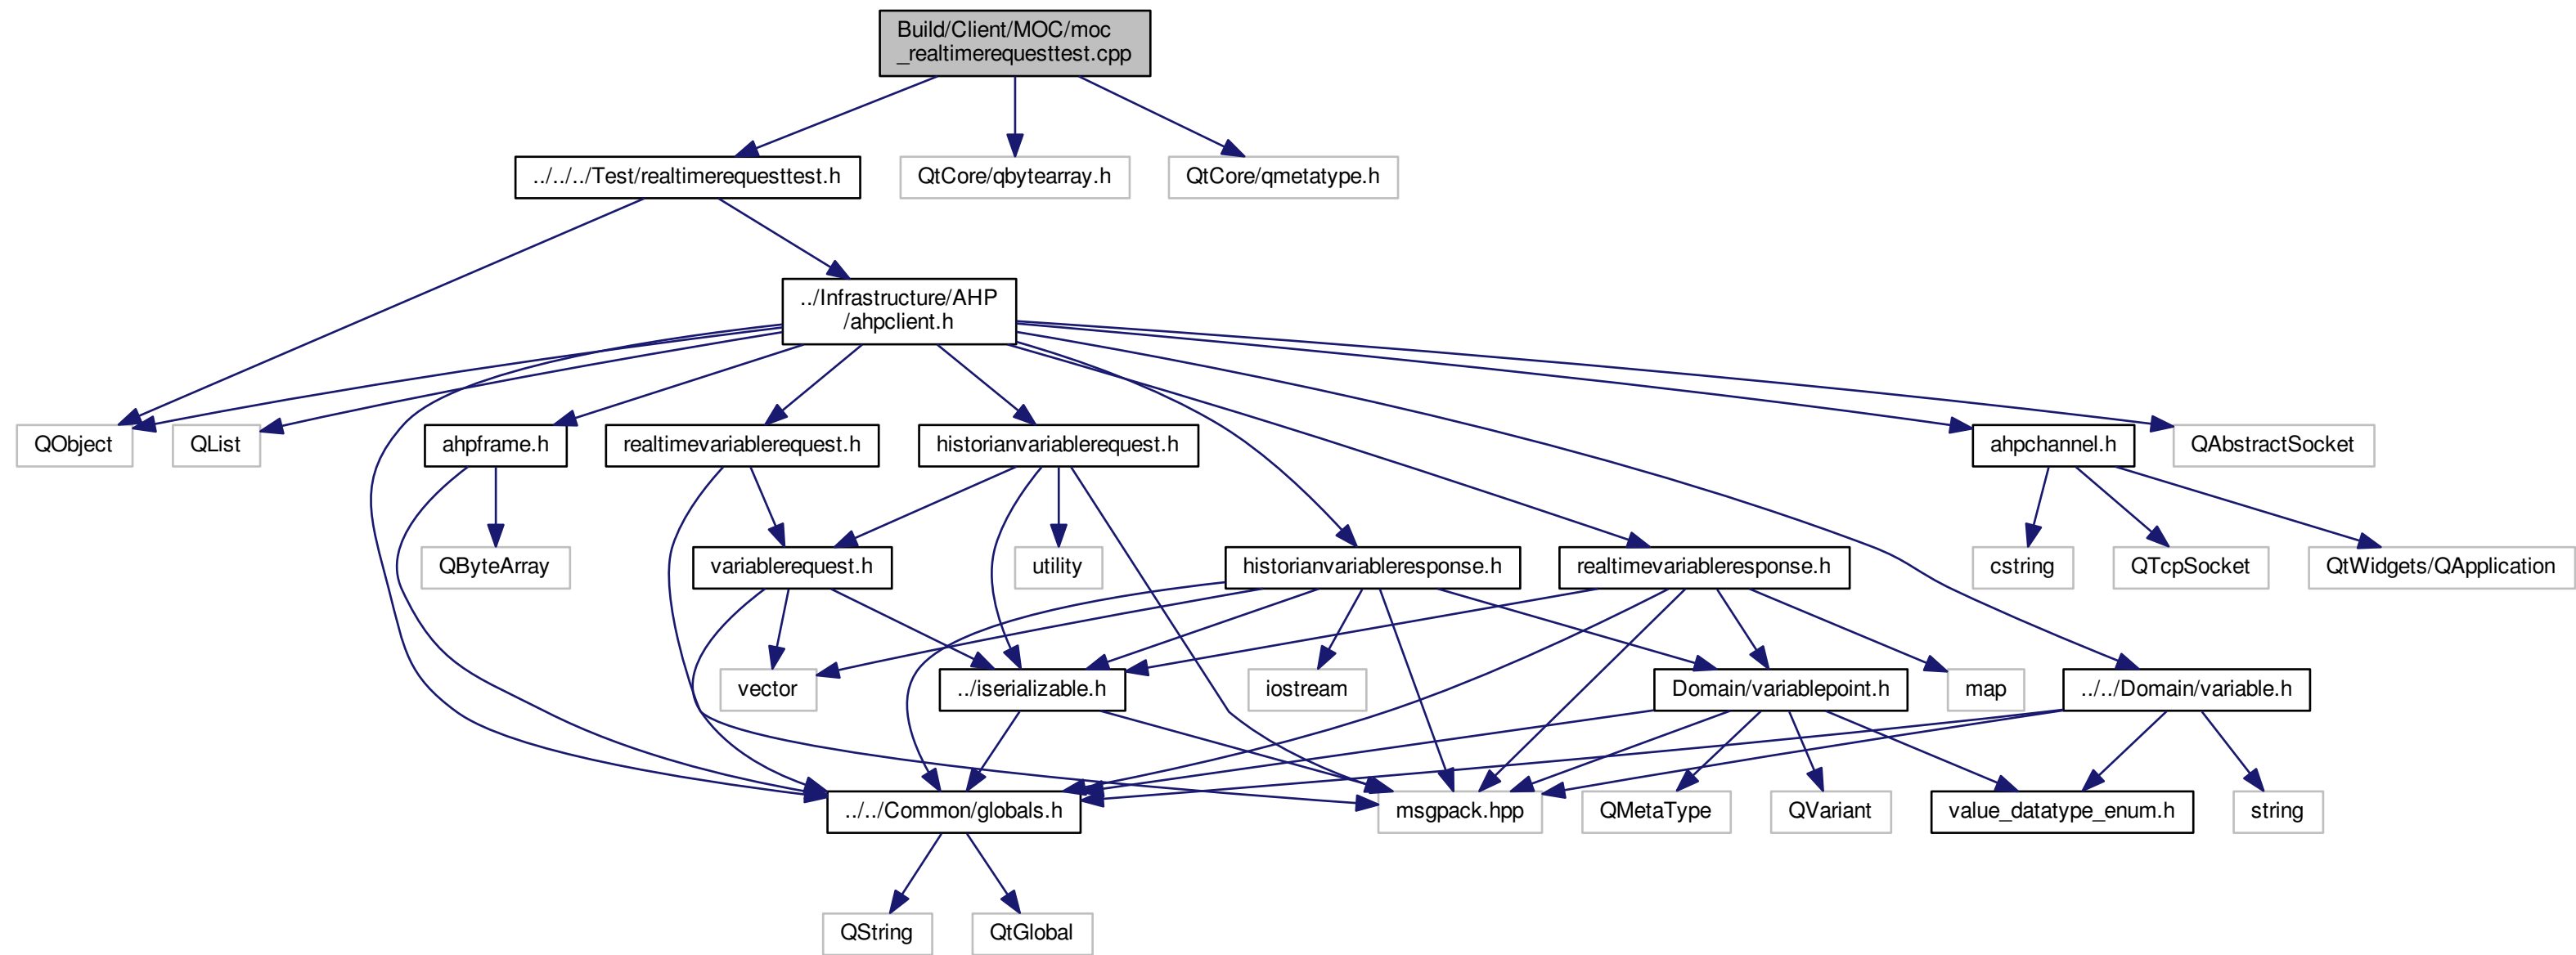 Build/Client/MOC/moc
_realtimerequesttest.cpp
../../../Test/realtimerequesttest.h
QtCore/qbytearray.h
QtCore/qmetatype.h
../Infrastructure/AHP
/ahpclient.h
QObject
QList
ahpframe.h
realtimevariablerequest.h
historianvariablerequest.h
ahpchannel.h
QAbstractSocket
QByteArray
variablerequest.h
utility
historianvariableresponse.h
realtimevariableresponse.h
cstring
QTcpSocket
QtWidgets/QApplication
vector
../iserializable.h
iostream
Domain/variablepoint.h
map
../../Domain/variable.h
../../Common/globals.h
msgpack.hpp
QMetaType
QVariant
value_datatype_enum.h
string
QString
QtGlobal